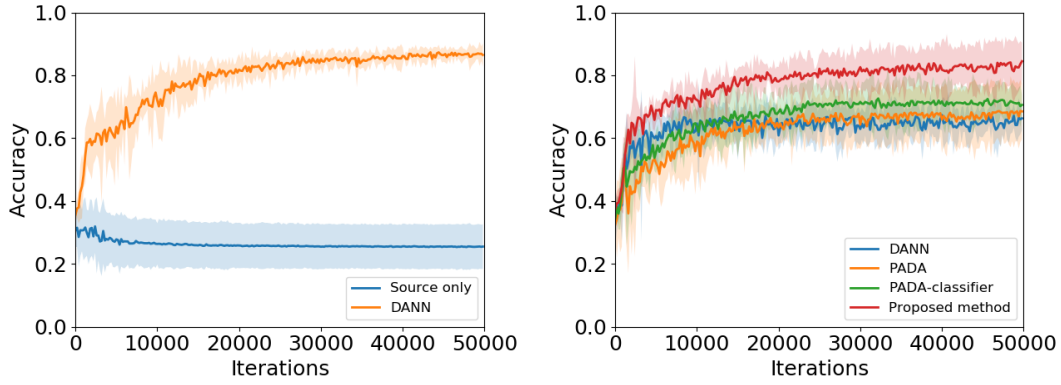 1.0
0.8
0.6
0.4
0.2
0.0
Accuracy
0 10000 20000 30000 40000 50000
Iterations
Source only
DANN
1.0
0.8
0.6
0.4
0.2
0.0
Accuracy
0 10000 20000 30000 40000 50000
Iterations
DANN
PADA
PADA-classifier
Proposed method